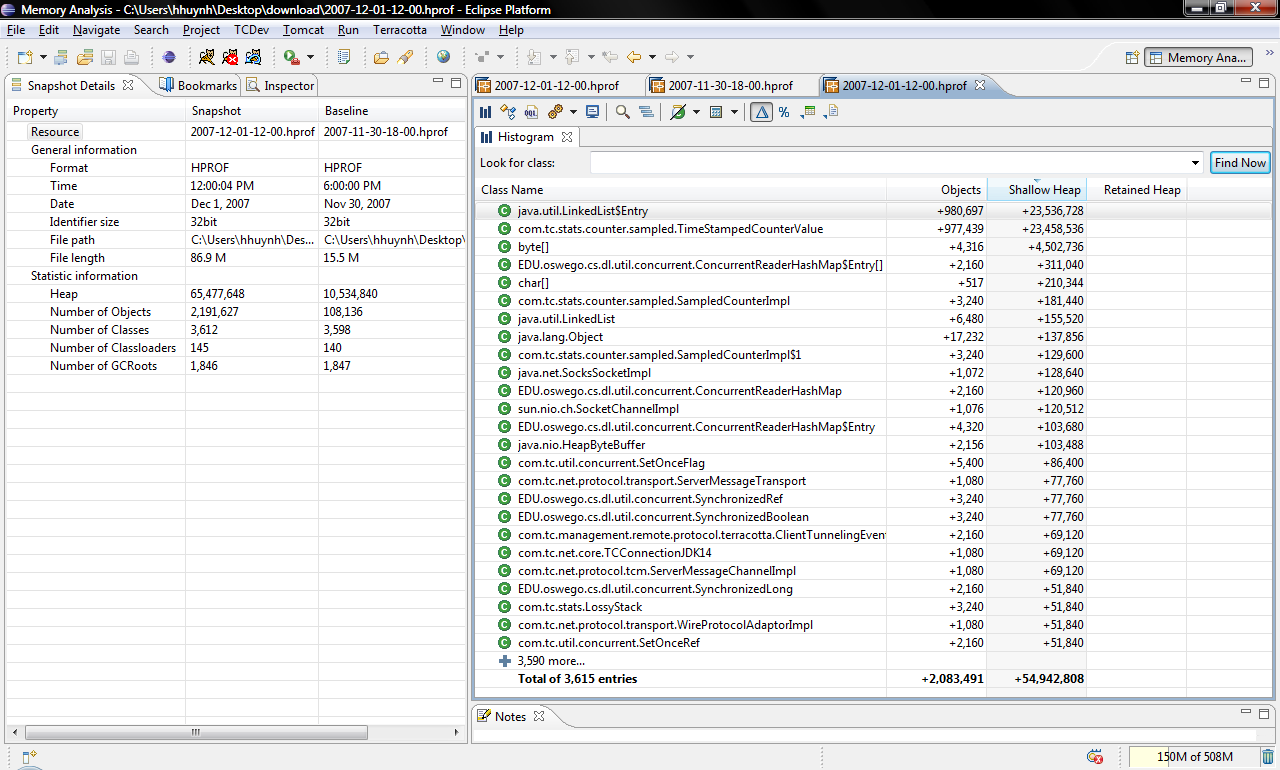 Memory Analysis - C:\Users\hhuynh\Desktop\download\2007-12-01-12-00.hprof - Eclipse Platform
File Edit Navigate Search Project TCDev Tomcat Run Terracotta Window Help
Memory Ana...
Snapshot Details Bookmarks Inspector
Property Snapshot Baseline
Resource 2007-12-01-12-00.hprof 2007-11-30-18-00.hprof
General information
Format HPROF HPROF
Time 12:00:04 PM 6:00:00 PM
Date Dec 1, 2007 Nov 30, 2007
Identifier size 32bit 32bit
File path C:\Users\hhuynh\Des... C:\Users\hhuynh\Desktop\
File length 86.9 M 15.5 M
Statistic information
Heap 65,477,648 10,534,840
Number of Objects 2,191,627 108,136
Number of Classes 3,612 3,598
Number of Classloaders 145 140
Number of GCRoots 1,846 1,847
2007-12-01-12-00.hprof 2007-11-30-18-00.hprof 2007-12-01-12-00.hprof
OQL %
Histogram
Look for class: Find Now
Class Name Objects Shallow Heap Retained Heap
java.util.LinkedList$Entry +980,697 +23,536,728
com.tc.stats.counter.sampled.TimeStampedCounterValue +977,439 +23,458,536
byte[] +4,316 +4,502,736
EDU.oswego.cs.dl.util.concurrent.ConcurrentReaderHashMap$Entry[] +2,160 +311,040
char[] +517 +210,344
com.tc.stats.counter.sampled.SampledCounterImpl +3,240 +181,440
java.util.LinkedList +6,480 +155,520
java.lang.Object +17,232 +137,856
com.tc.stats.counter.sampled.SampledCounterImpl$1 +3,240 +129,600
java.net.SocksSocketImpl +1,072 +128,640
EDU.oswego.cs.dl.util.concurrent.ConcurrentReaderHashMap +2,160 +120,960
sun.nio.ch.SocketChannelImpl +1,076 +120,512
EDU.oswego.cs.dl.util.concurrent.ConcurrentReaderHashMap$Entry +4,320 +103,680
java.nio.HeapByteBuffer +2,156 +103,488
com.tc.util.concurrent.SetOnceFlag +5,400 +86,400
com.tc.net.protocol.transport.ServerMessageTransport +1,080 +77,760
EDU.oswego.cs.dl.util.concurrent.SynchronizedRef +3,240 +77,760
EDU.oswego.cs.dl.util.concurrent.SynchronizedBoolean +3,240 +77,760
com.tc.management.remote.protocol.terracotta.ClientTunnelingEven +2,160 +69,120
com.tc.net.core.TCConnectionJDK14 +1,080 +69,120
com.tc.net.protocol.tcm.ServerMessageChannelImpl +1,080 +69,120
EDU.oswego.cs.dl.util.concurrent.SynchronizedLong +2,160 +51,840
com.tc.stats.LossyStack +3,240 +51,840
com.tc.net.protocol.transport.WireProtocolAdaptorImpl +1,080 +51,840
com.tc.util.concurrent.SetOnceRef +2,160 +51,840
3,590 more...
Total of 3,615 entries +2,083,491 +54,942,808
Notes
150M of 508M